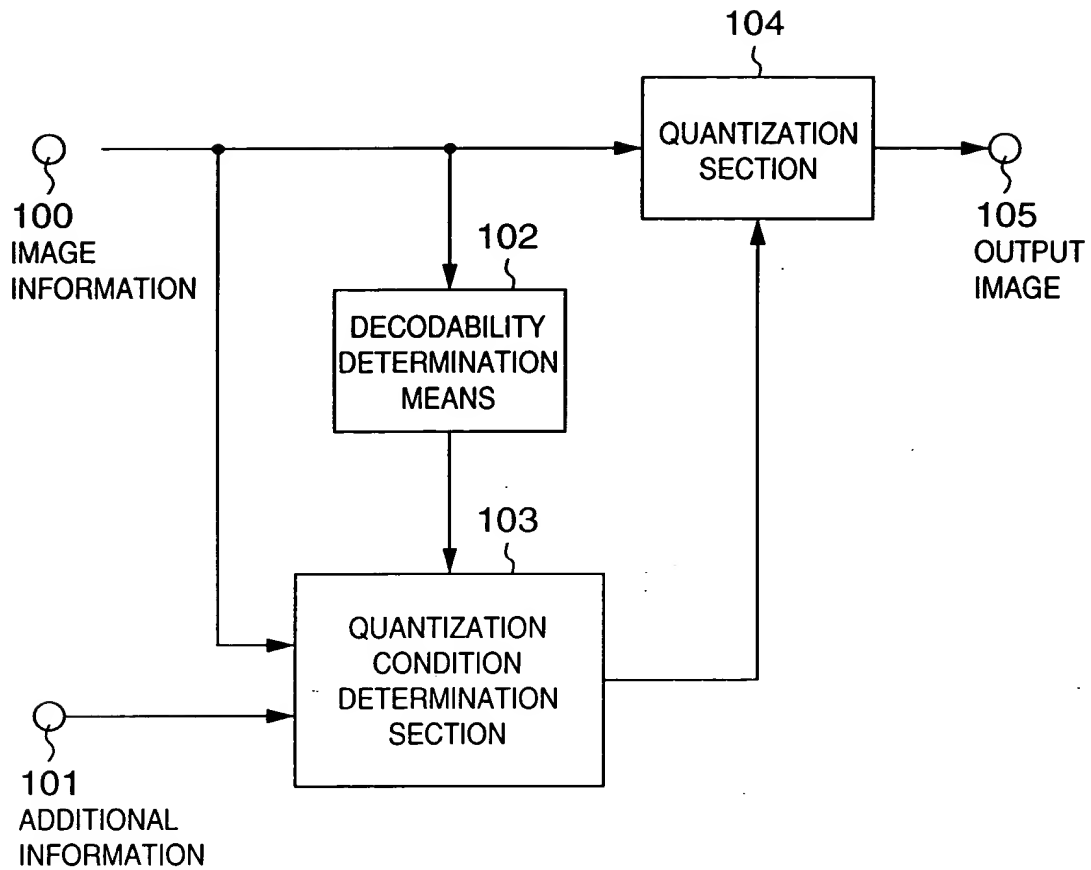 104
QUANTIZATION
SECTION
100
IMAGE
INFORMATION
105
OUTPUT
IMAGE
102
DECODABILITY
DETERMINATION
MEANS
103
QUANTIZATION
CONDITION
DETERMINATION
SECTION
101
ADDITIONAL
INFORMATION